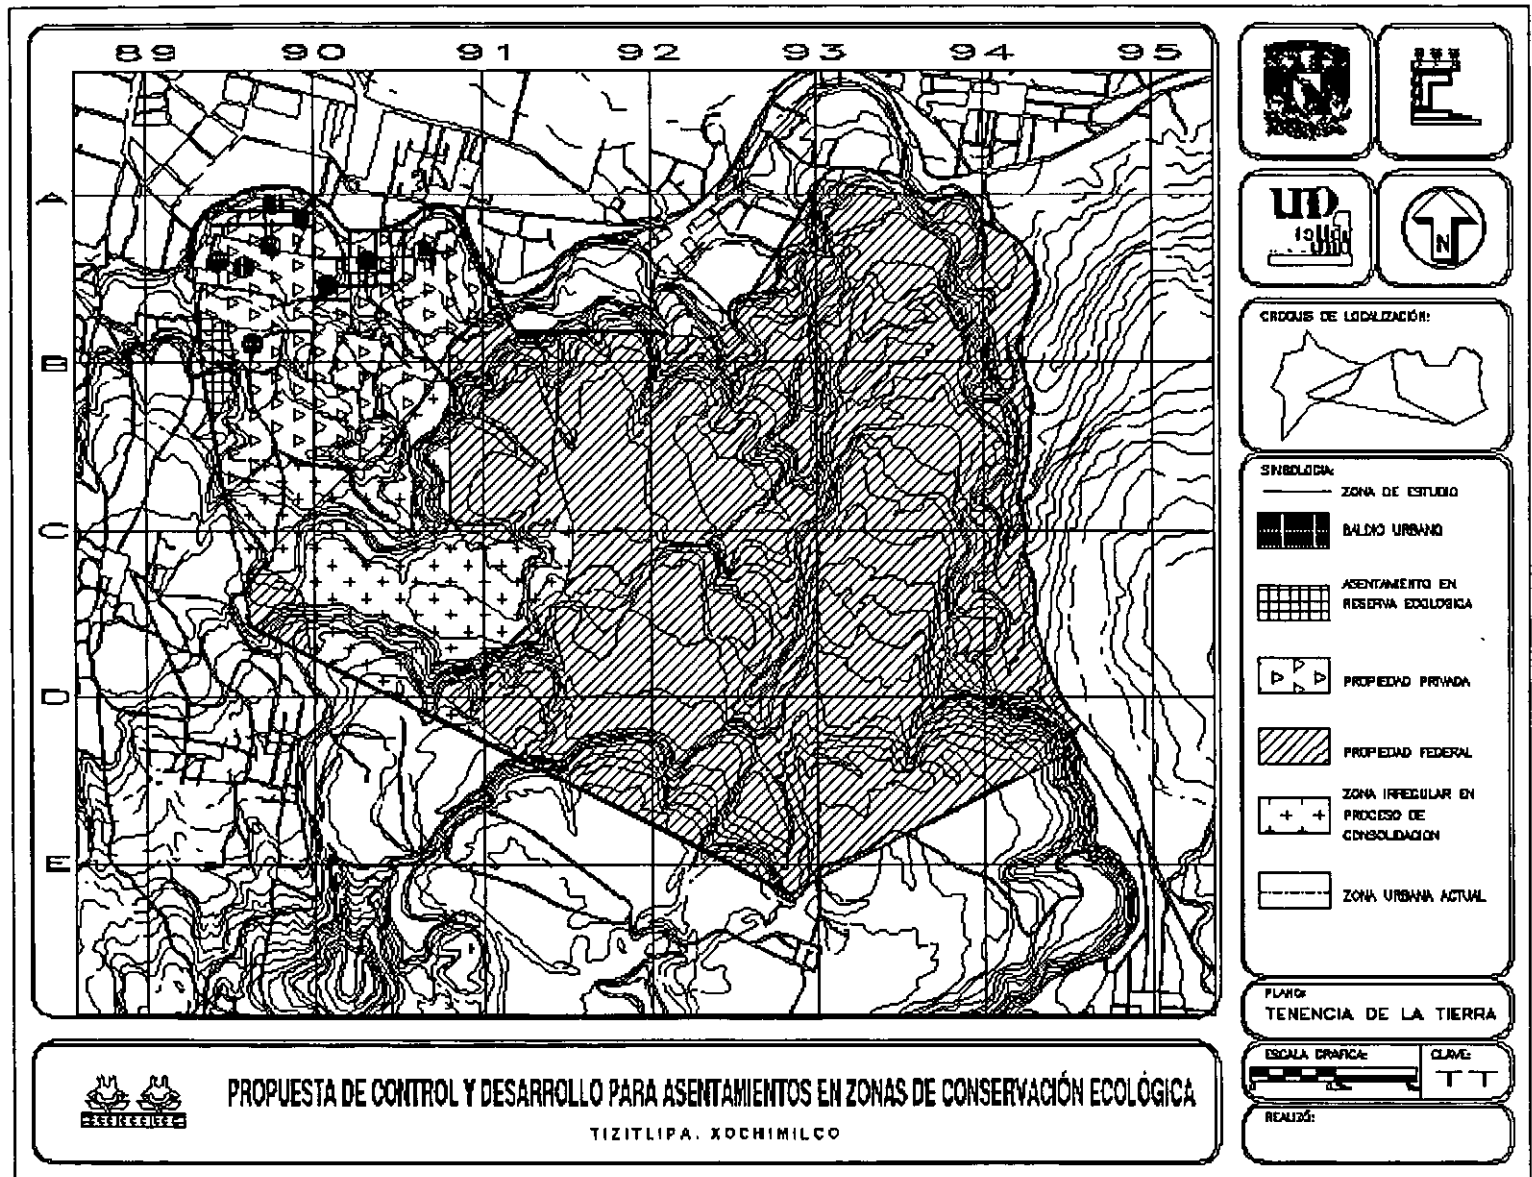 89 90 91 92 93 94 95
A
B
C
D
E
N
CROQUIS DE LOCALIZACIÓN:
SIMBOLOGIA:
ZONA DE ESTUDIO
BALDIO URBANO
ASENTAMIENTO EN
RESERVA ECOLOGICA
PROPIEDAD PRIVADA
PROPIEDAD FEDERAL
ZONA IRREGULAR EN
PROCESO DE
CONSOLIDACION
ZONA URBANA ACTUAL
PLANO:
TENENCIA DE LA TIERRA
ESCALA GRAFICA:
CLAVE:
T T
REALIZÓ:
PROPUESTA DE CONTROL Y DESARROLLO PARA ASENTAMIENTOS EN ZONAS DE CONSERVACIÓN ECOLÓGICA
TIZITLIPA, XOCHIMILCO